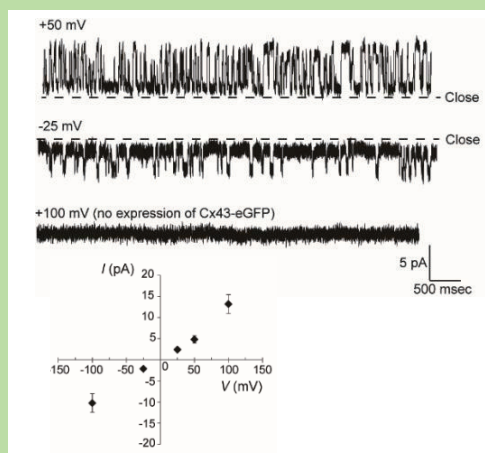 +50 mV
Close
-25 mV
Close
+100 mV (no expression of Cx43-eGFP)
5 pA
500 msec
I (pA)
20
15
10
5
0
-150 -100 -50 50 100 150
V (mV)
-5
-10
-15
-20